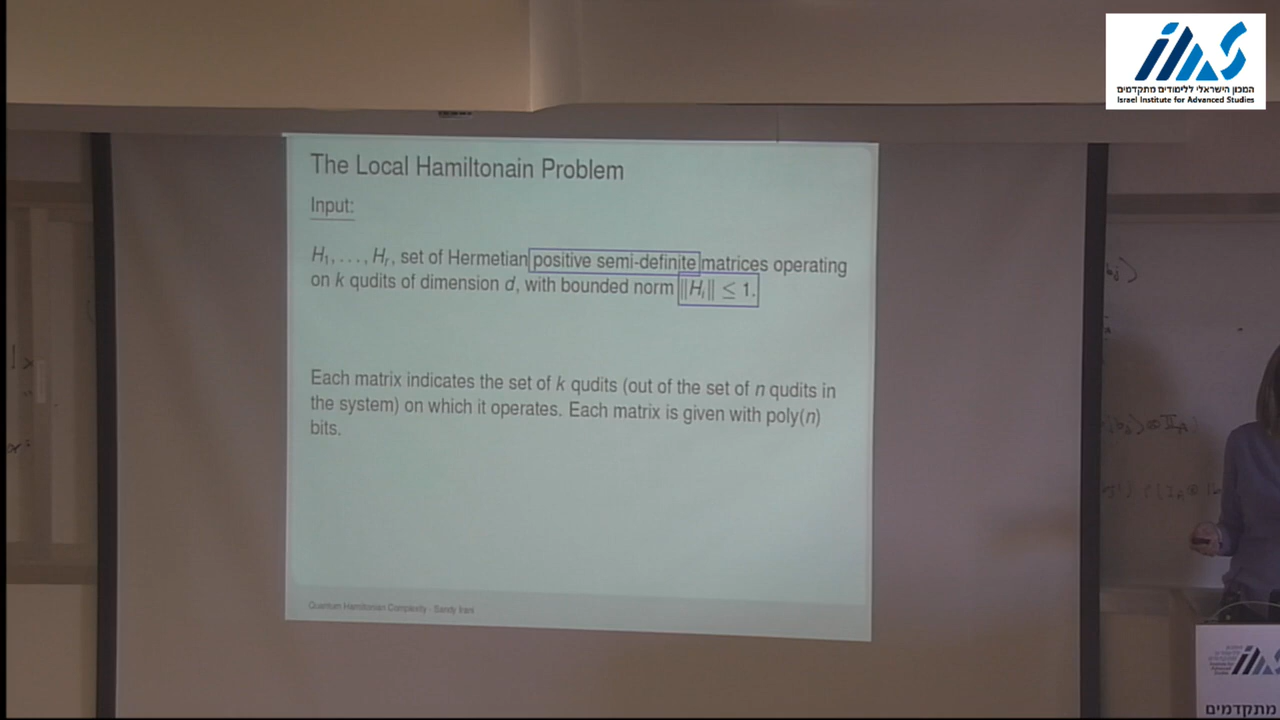 המכון הישראלי ללימודים מתקדמים
Israel Institute for Advanced Studies
The Local Hamiltonain Problem
Input:
H₁, . . . , Hᵣ, set of Hermetian positive semi-definite matrices operating
on k qudits of dimension d, with bounded norm ‖Hᵢ‖ ≤ 1.
Each matrix indicates the set of k qudits (out of the set of n qudits in
the system) on which it operates. Each matrix is given with poly(n)
bits.
Quantum Hamiltonian Complexity - Sandy Irani
מתקדמים